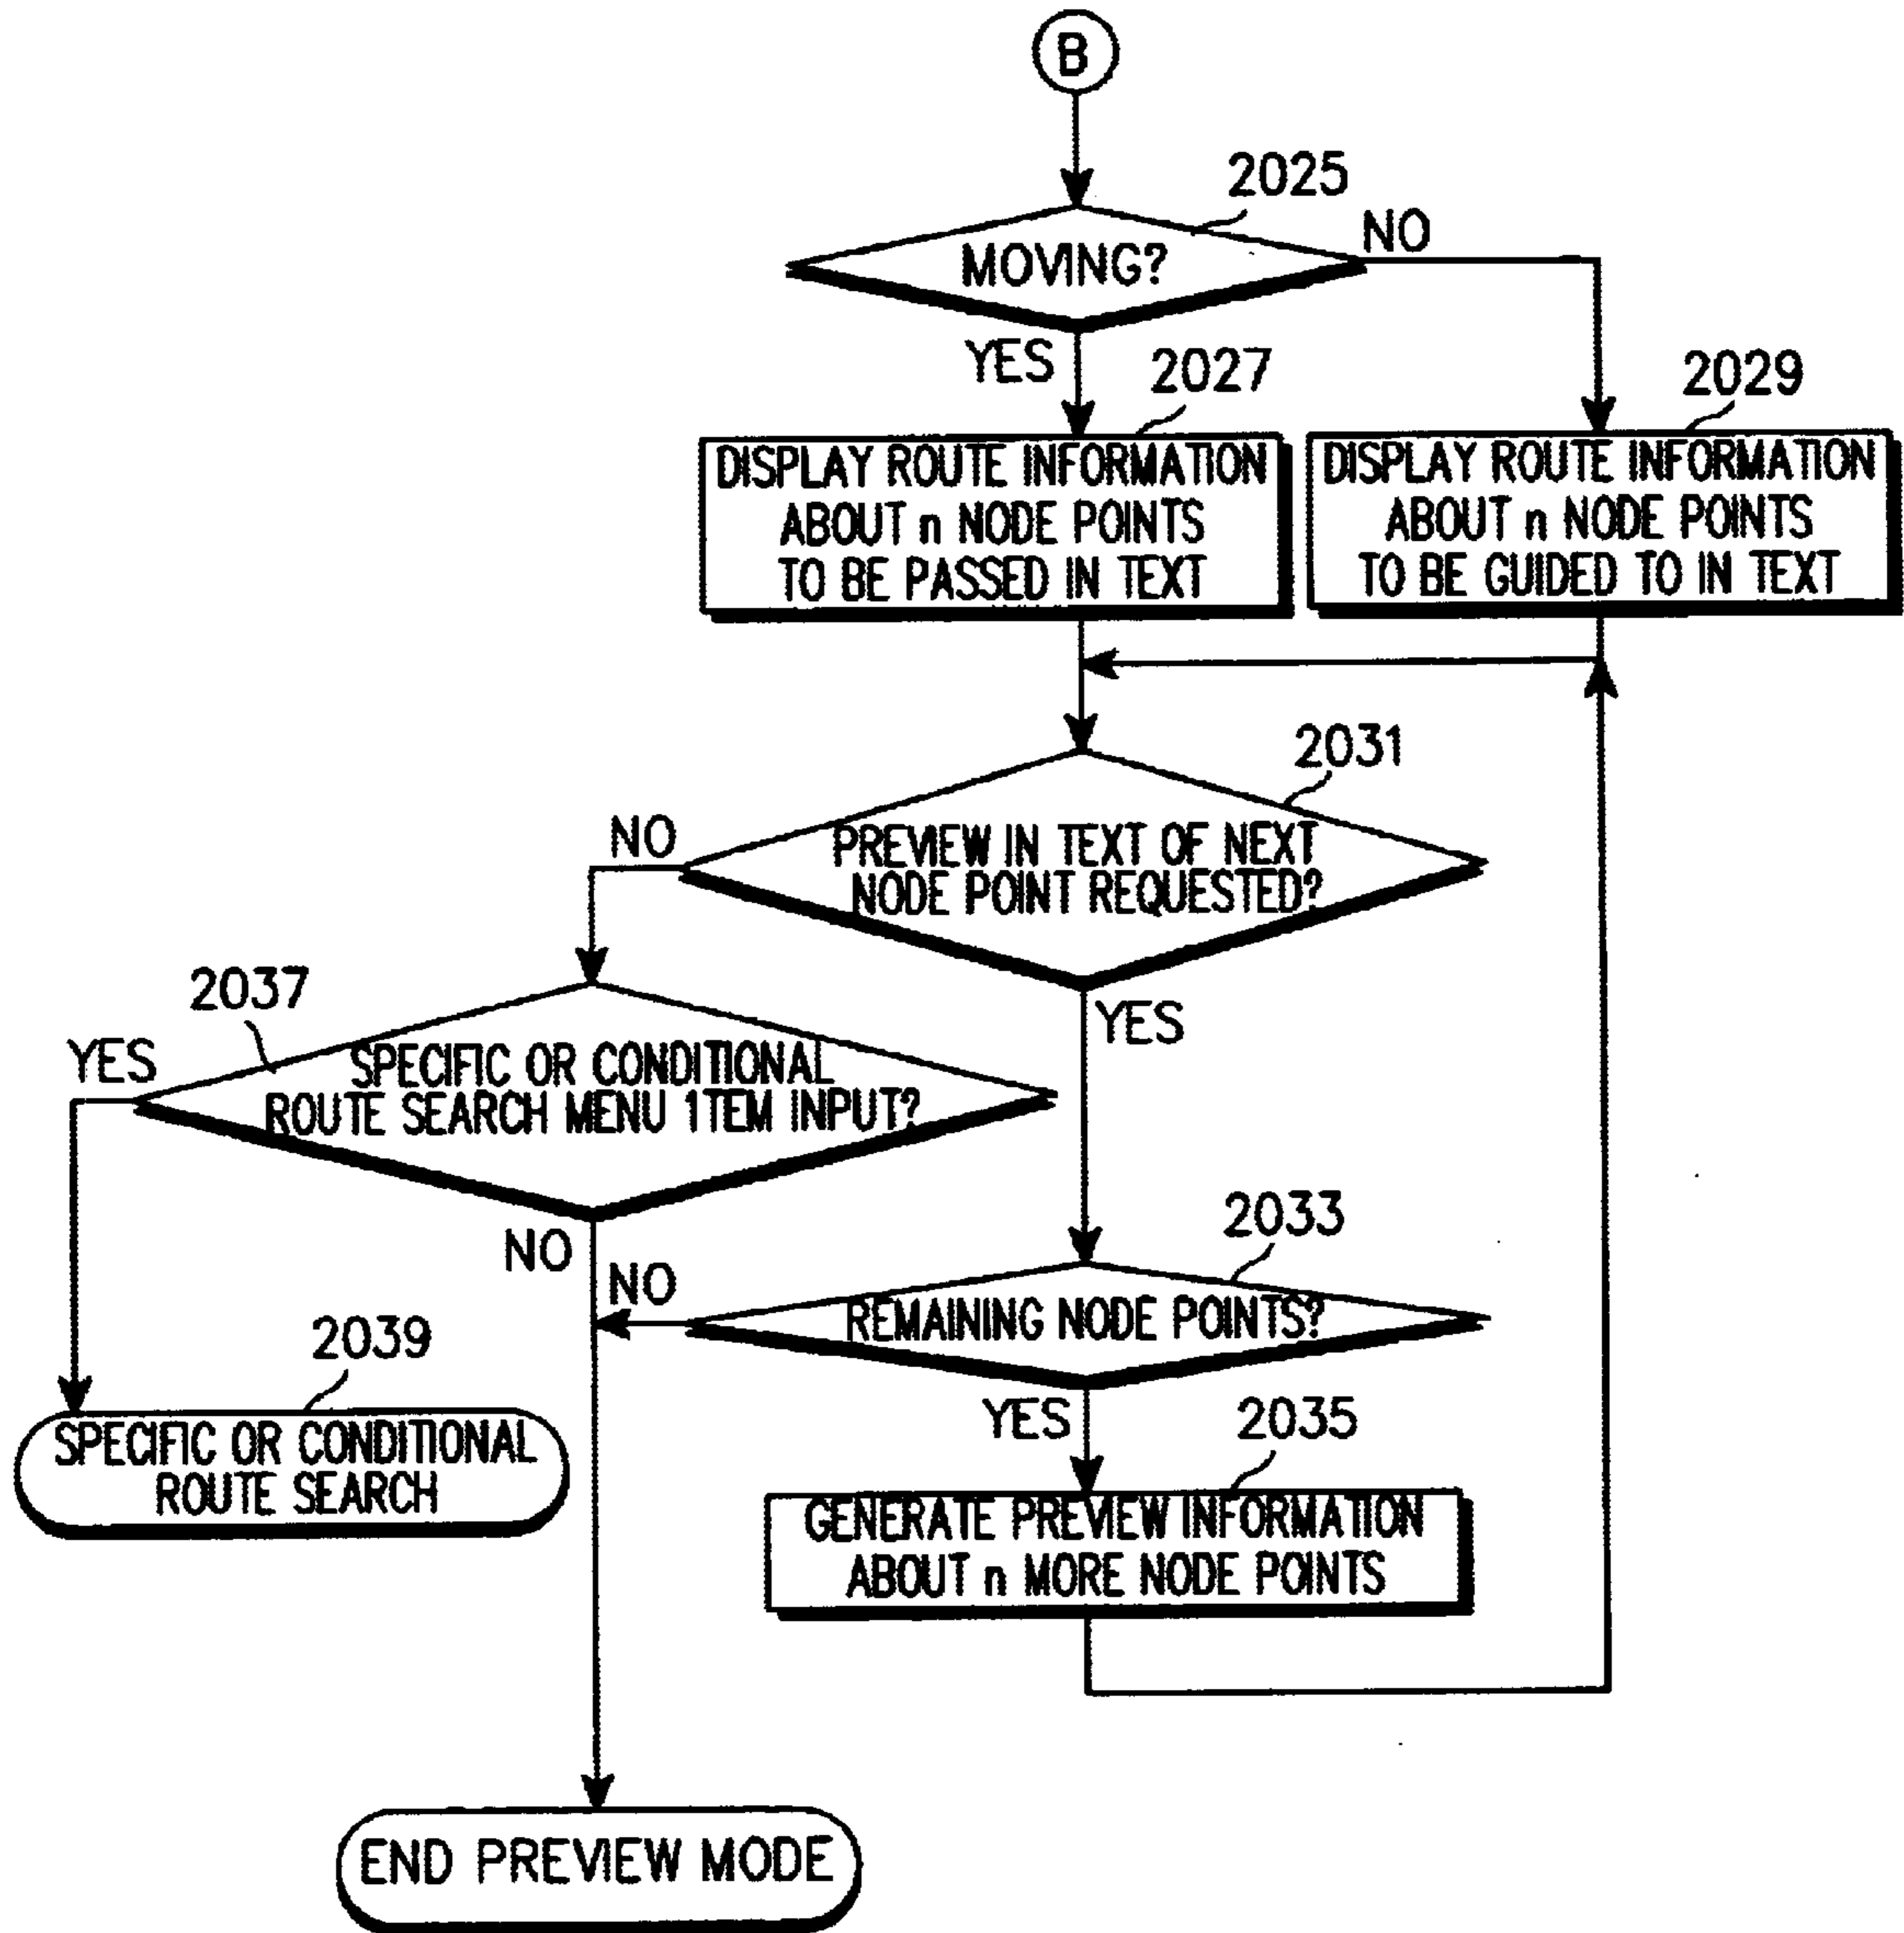 B
2025
MOVING?
NO
YES
2027
2029
DISPLAY ROUTE INFORMATION
ABOUT n NODE POINTS
TO BE PASSED IN TEXT
DISPLAY ROUTE INFORMATION
ABOUT n NODE POINTS
TO BE GUIDED TO IN TEXT
2031
NO
PREVIEW IN TEXT OF NEXT
NODE POINT REQUESTED?
YES
2037
YES
SPECIFIC OR CONDITIONAL
ROUTE SEARCH MENU 1TEM INPUT?
NO
2033
NO
REMAINING NODE POINTS?
YES
2039
SPECIFIC OR CONDITIONAL
ROUTE SEARCH
2035
GENERATE PREVIEW INFORMATION
ABOUT n MORE NODE POINTS
END PREVIEW MODE